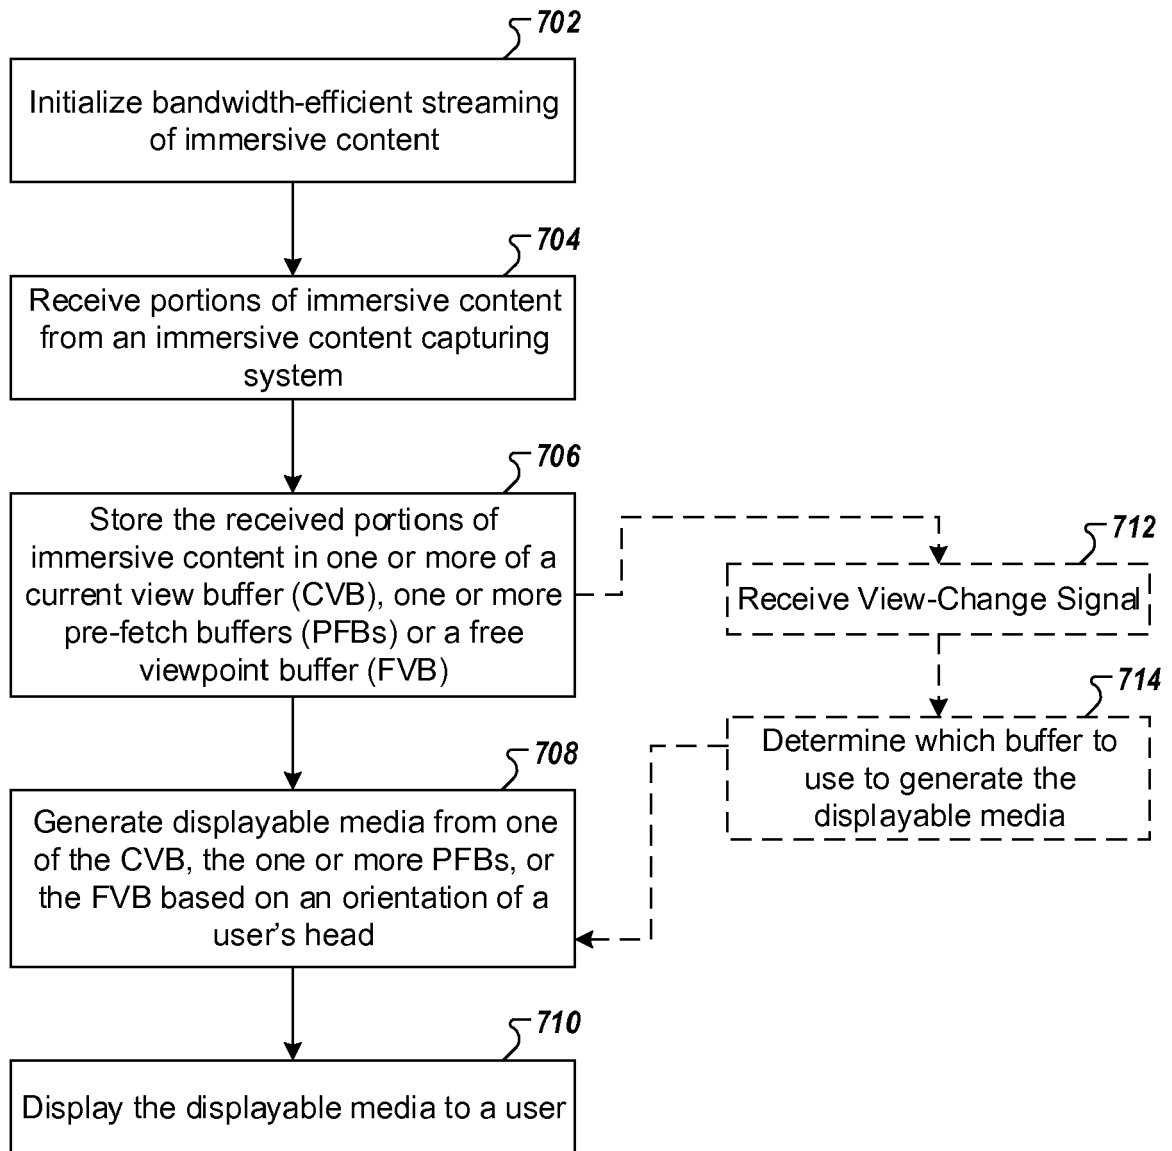 702
Initialize bandwidth-efficient streaming
of immersive content
704
Receive portions of immersive content
from an immersive content capturing
system
706
Store the received portions of
immersive content in one or more of a
current view buffer (CVB), one or more
pre-fetch buffers (PFBs) or a free
viewpoint buffer (FVB)
712
Receive View-Change Signal
714
Determine which buffer to
use to generate the
displayable media
708
Generate displayable media from one
of the CVB, the one or more PFBs, or
the FVB based on an orientation of a
user's head
710
Display the displayable media to a user